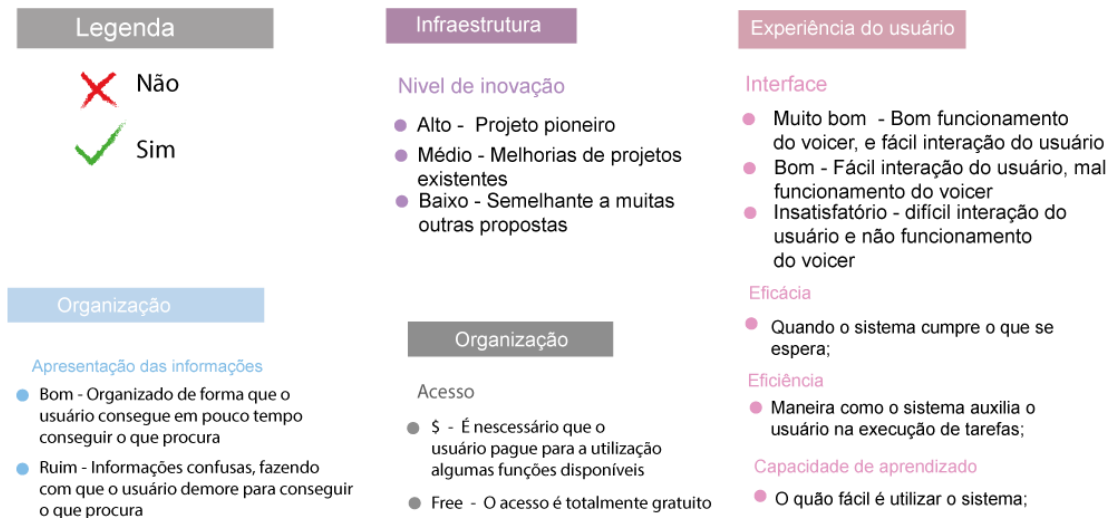 Legenda
Não
Sim
Infraestrutura
Nivel de inovação
Alto - Projeto pioneiro
Médio - Melhorias de projetos
existentes
Baixo - Semelhante a muitas
outras propostas
Experiência do usuário
Interface
Muito bom - Bom funcionamento
do voicer, e fácil interação do usuário
Bom - Fácil interação do usuário, mal
funcionamento do voicer
Insatisfatório - difícil interação do
usuário e não funcionamento
do voicer
Eficácia
Quando o sistema cumpre o que se
espera;
Eficiência
Maneira como o sistema auxilia o
usuário na execução de tarefas;
Capacidade de aprendizado
O quão fácil é utilizar o sistema;
Organização
Apresentação das informações
Bom - Organizado de forma que o
usuário consegue em pouco tempo
conseguir o que procura
Ruim - Informações confusas, fazendo
com que o usuário demore para conseguir
o que procura
Organização
Acesso
$ - É nescessário que o
usuário pague para a utilização
algumas funções disponíveis
Free - O acesso é totalmente gratuito